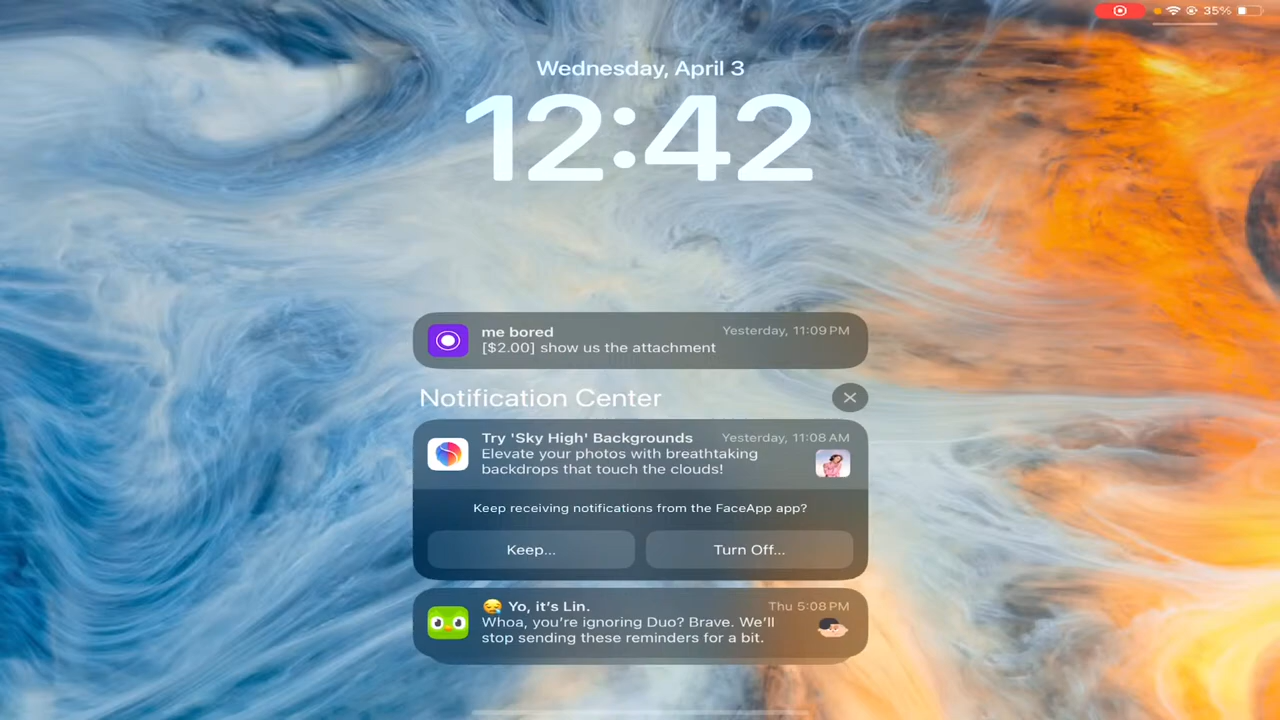 35%
Wednesday, April 3
12:42
me bored
Yesterday, 11:09 PM
[$2.00] show us the attachment
Notification Center
Try 'Sky High' Backgrounds
Yesterday, 11:08 AM
Elevate your photos with breathtaking
backdrops that touch the clouds!
Keep receiving notifications from the FaceApp app?
Keep...
Turn Off...
😪 Yo, it’s Lin.
Thu 5:08 PM
Whoa, you’re ignoring Duo? Brave. We’ll
stop sending these reminders for a bit.